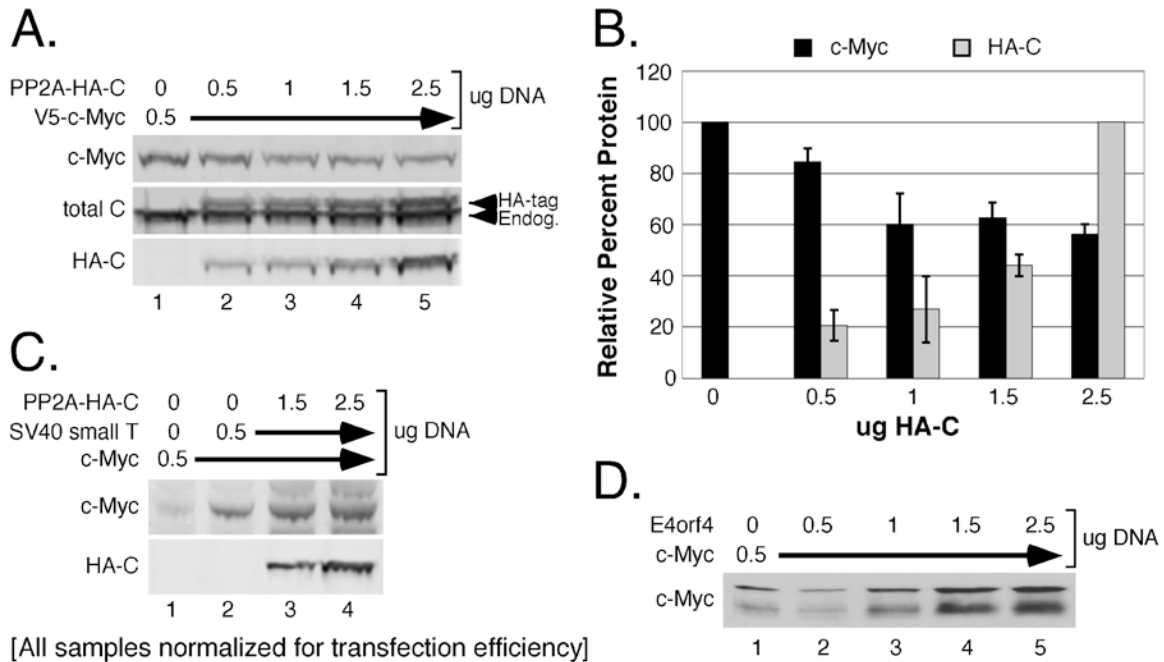 A.
PP2A-HA-C 0 0.5 1 1.5 2.5
V5-c-Myc 0.5
ug DNA
c-Myc
total C
HA-tag
Endog.
HA-C
1 2 3 4 5
B.
c-Myc HA-C
Relative Percent Protein
120
100
80
60
40
20
0
0 0.5 1 1.5 2.5
ug HA-C
C.
PP2A-HA-C 0 0 1.5 2.5
SV40 small T 0 0.5
c-Myc 0.5
ug DNA
c-Myc
HA-C
1 2 3 4
D.
E4orf4 0 0.5 1 1.5 2.5
c-Myc 0.5
ug DNA
c-Myc
1 2 3 4 5
[All samples normalized for transfection efficiency]